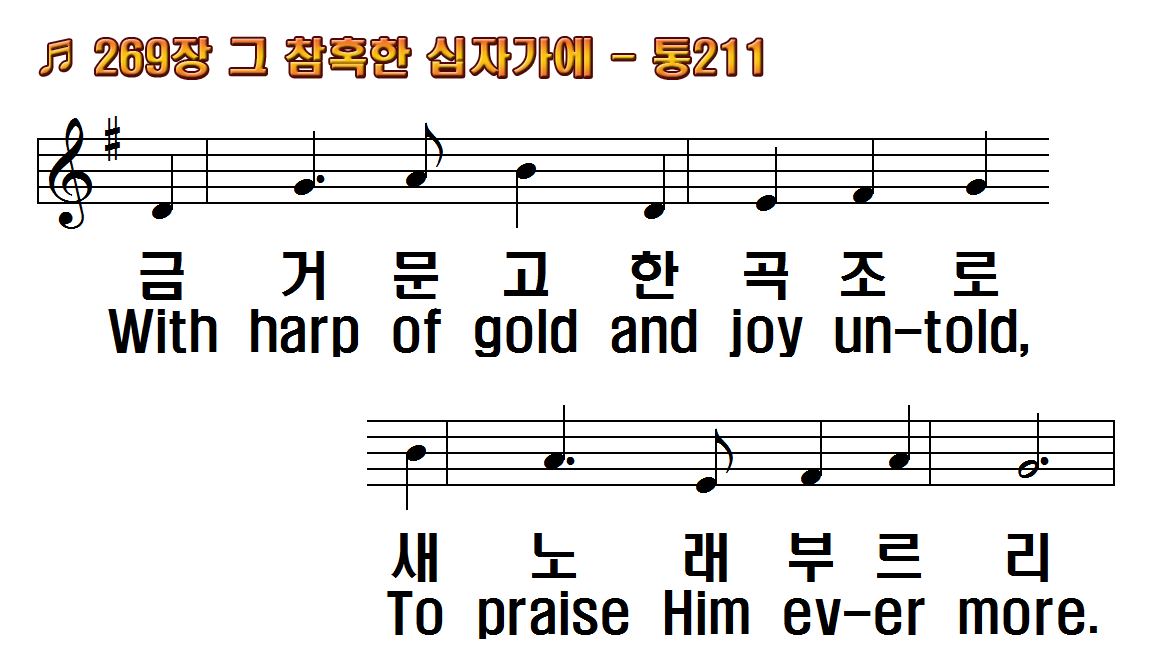 ♬ 269장 그 참혹한 십자가에 - 통211
금 거 문 고 한 곡 조 로
With harp of gold and joy un-told,
새 노 래 부 르 리
To praise Him ev-er more.